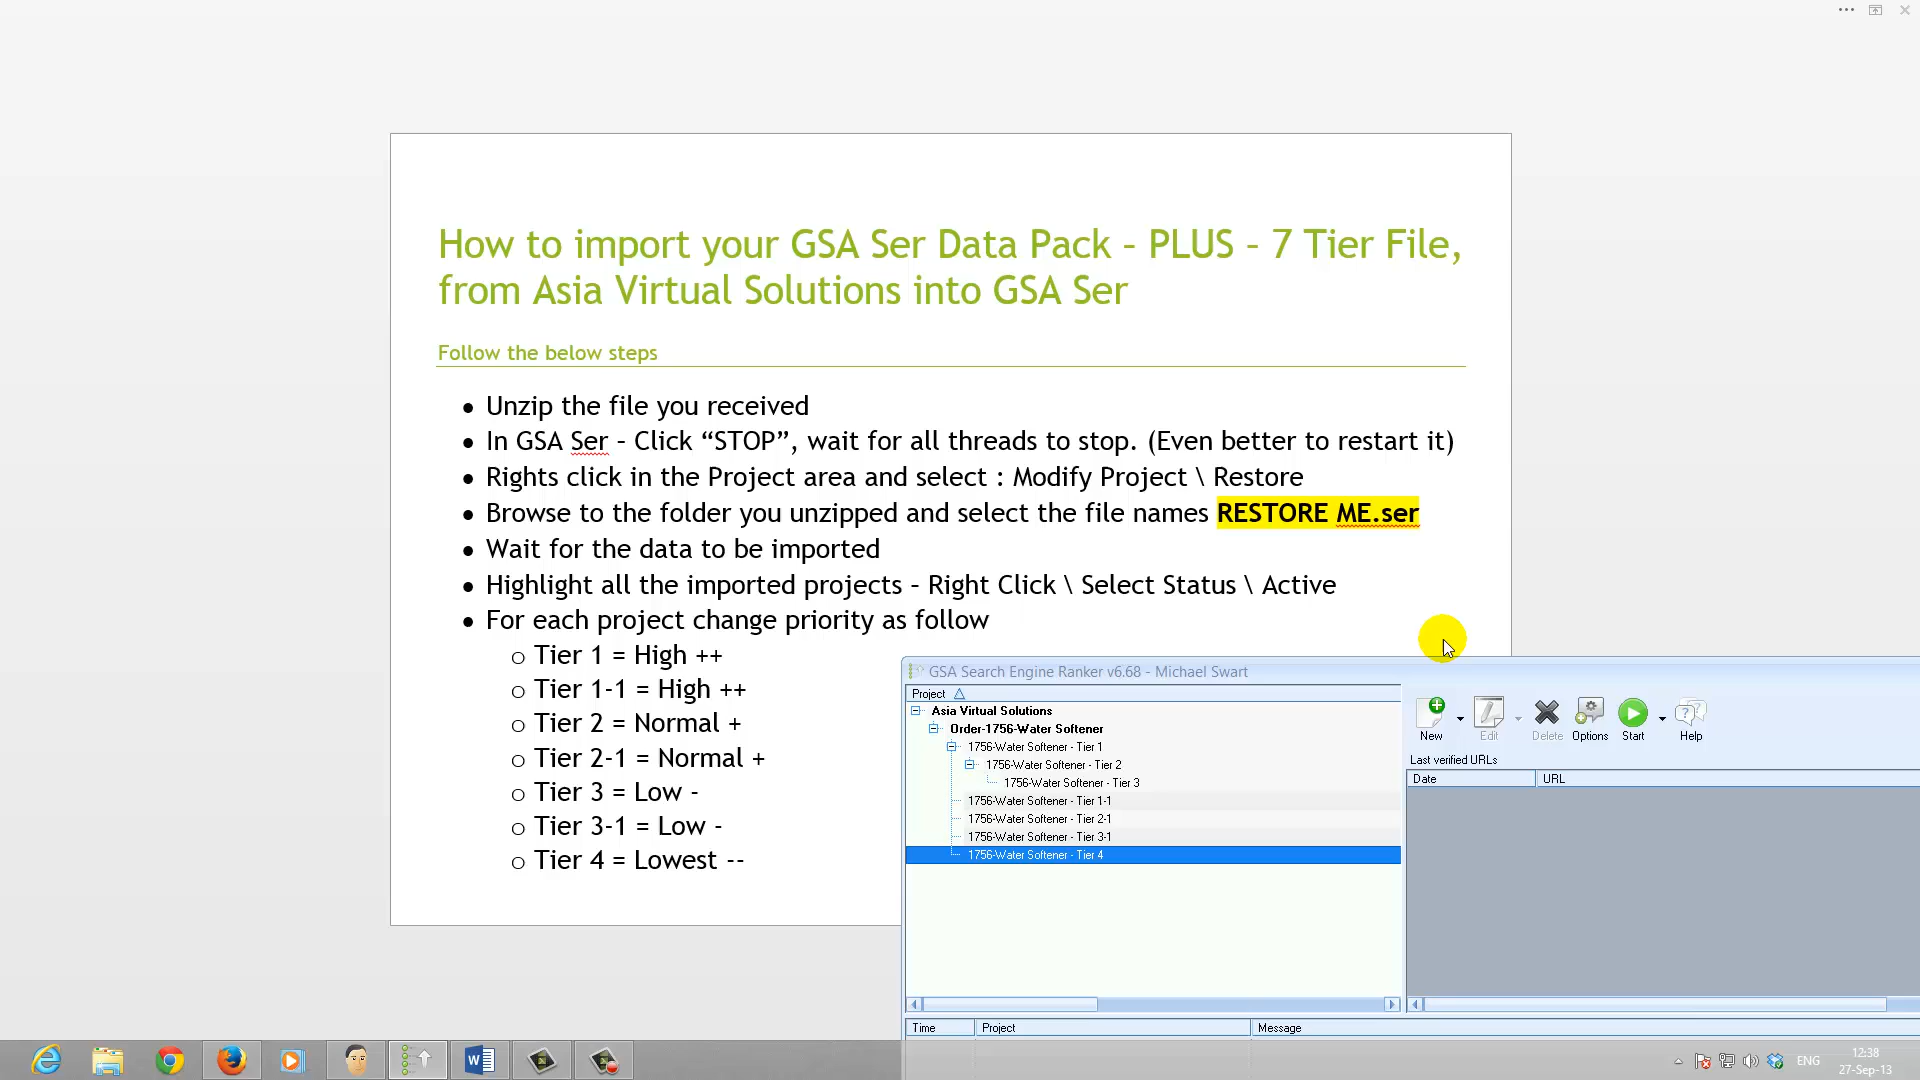 How to import your GSA Ser Data Pack – PLUS – 7 Tier File,
from Asia Virtual Solutions into GSA Ser
Follow the below steps
• Unzip the file you received
• In GSA Ser – Click “STOP”, wait for all threads to stop. (Even better to restart it)
• Rights click in the Project area and select : Modify Project \ Restore
• Browse to the folder you unzipped and select the file names RESTORE ME.ser
• Wait for the data to be imported
• Highlight all the imported projects – Right Click \ Select Status \ Active
• For each project change priority as follow
o Tier 1 = High ++
o Tier 1-1 = High ++
o Tier 2 = Normal +
o Tier 2-1 = Normal +
o Tier 3 = Low -
o Tier 3-1 = Low -
o Tier 4 = Lowest --
GSA Search Engine Ranker v6.68 - Michael Swart
Project
Asia Virtual Solutions
Order-1756-Water Softener
1756-Water Softener - Tier 1
1756-Water Softener - Tier 2
1756-Water Softener - Tier 3
1756-Water Softener - Tier 1-1
1756-Water Softener - Tier 2-1
1756-Water Softener - Tier 3-1
1756-Water Softener - Tier 4
New Edit Delete Options Start Help
Last verified URLs
Date URL
Time Project Message
ENG
12:38
27-Sep-13